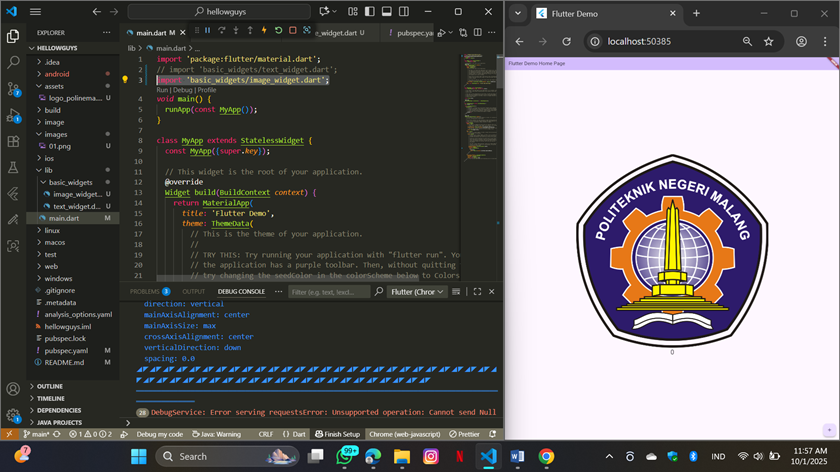 hellowguys
Flutter Demo
EXPLORER
main.dart M
_widget.dart U
pubspec.ya
localhost:50385
HELLOWGUYS
lib > main.dart > ...
Flutter Demo Home Page
.idea
android
assets
logo_polinema... U
build
image
images
01.png U
ios
lib
basic_widgets
image_widget... U
text_widget.d... U
main.dart M
linux
macos
test
web
windows
.gitignore
.metadata
analysis_options.yaml
hellowguys.iml
pubspec.lock
pubspec.yaml M
README.md M
OUTLINE
TIMELINE
DEPENDENCIES
JAVA PROJECTS
1 import 'package:flutter/material.dart';
2 // import 'basic_widgets/text_widget.dart';
3 import 'basic_widgets/image_widget.dart';
Run | Debug | Profile
4 void main() {
5 runApp(const MyApp());
6 }
7
8 class MyApp extends StatelessWidget {
9 const MyApp({super.key});
10
11 // This widget is the root of your application.
12 @override
13 Widget build(BuildContext context) {
14 return MaterialApp(
15 title: 'Flutter Demo',
16 theme: ThemeData(
17 // This is the theme of your application.
18 //
19 // TRY THIS: Try running your application with "flutter run". Yo
20 // the application has a purple toolbar. Then, without quitting
21 // try changing the seedColor in the colorScheme below to Colors
PROBLEMS 3 OUTPUT DEBUG CONSOLE ... Filter (e.g. text, !excl... Flutter (Chror
direction: vertical
mainAxisAlignment: center
mainAxisSize: max
crossAxisAlignment: center
verticalDirection: down
spacing: 0.0
28 DebugService: Error serving requestsError: Unsupported operation: Cannot send Null
POLITEKNIK NEGERI MALANG
0
main* 1 2 Debug my code Java: Warning CRLF Dart Finish Setup Chrome (web-javascript) Prettier
Search
99+
IND
11:57 AM
10/1/2025